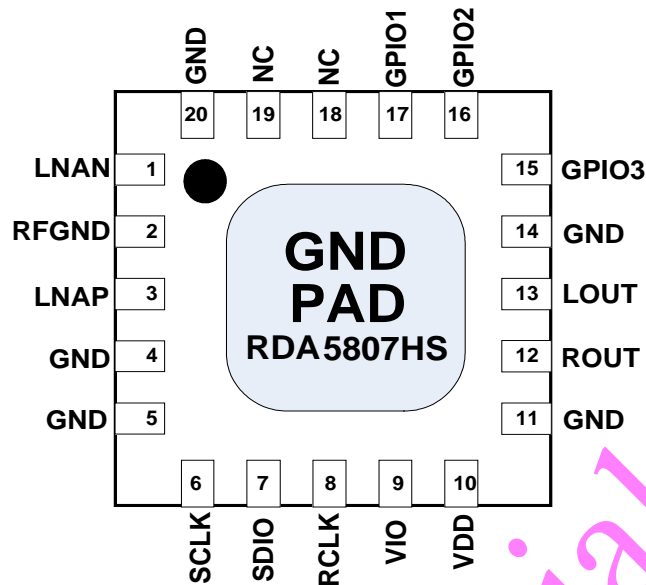 GND
NC
NC
GPIO1
GPIO2
20
19
18
17
16
LNAN 1
15 GPIO3
RFGND 2
14 GND
LNAP 3
13 LOUT
GND 4
12 ROUT
GND 5
11 GND
GND
PAD
RDA5807HS
6
7
8
9
10
SCLK
SDIO
RCLK
VIO
VDD